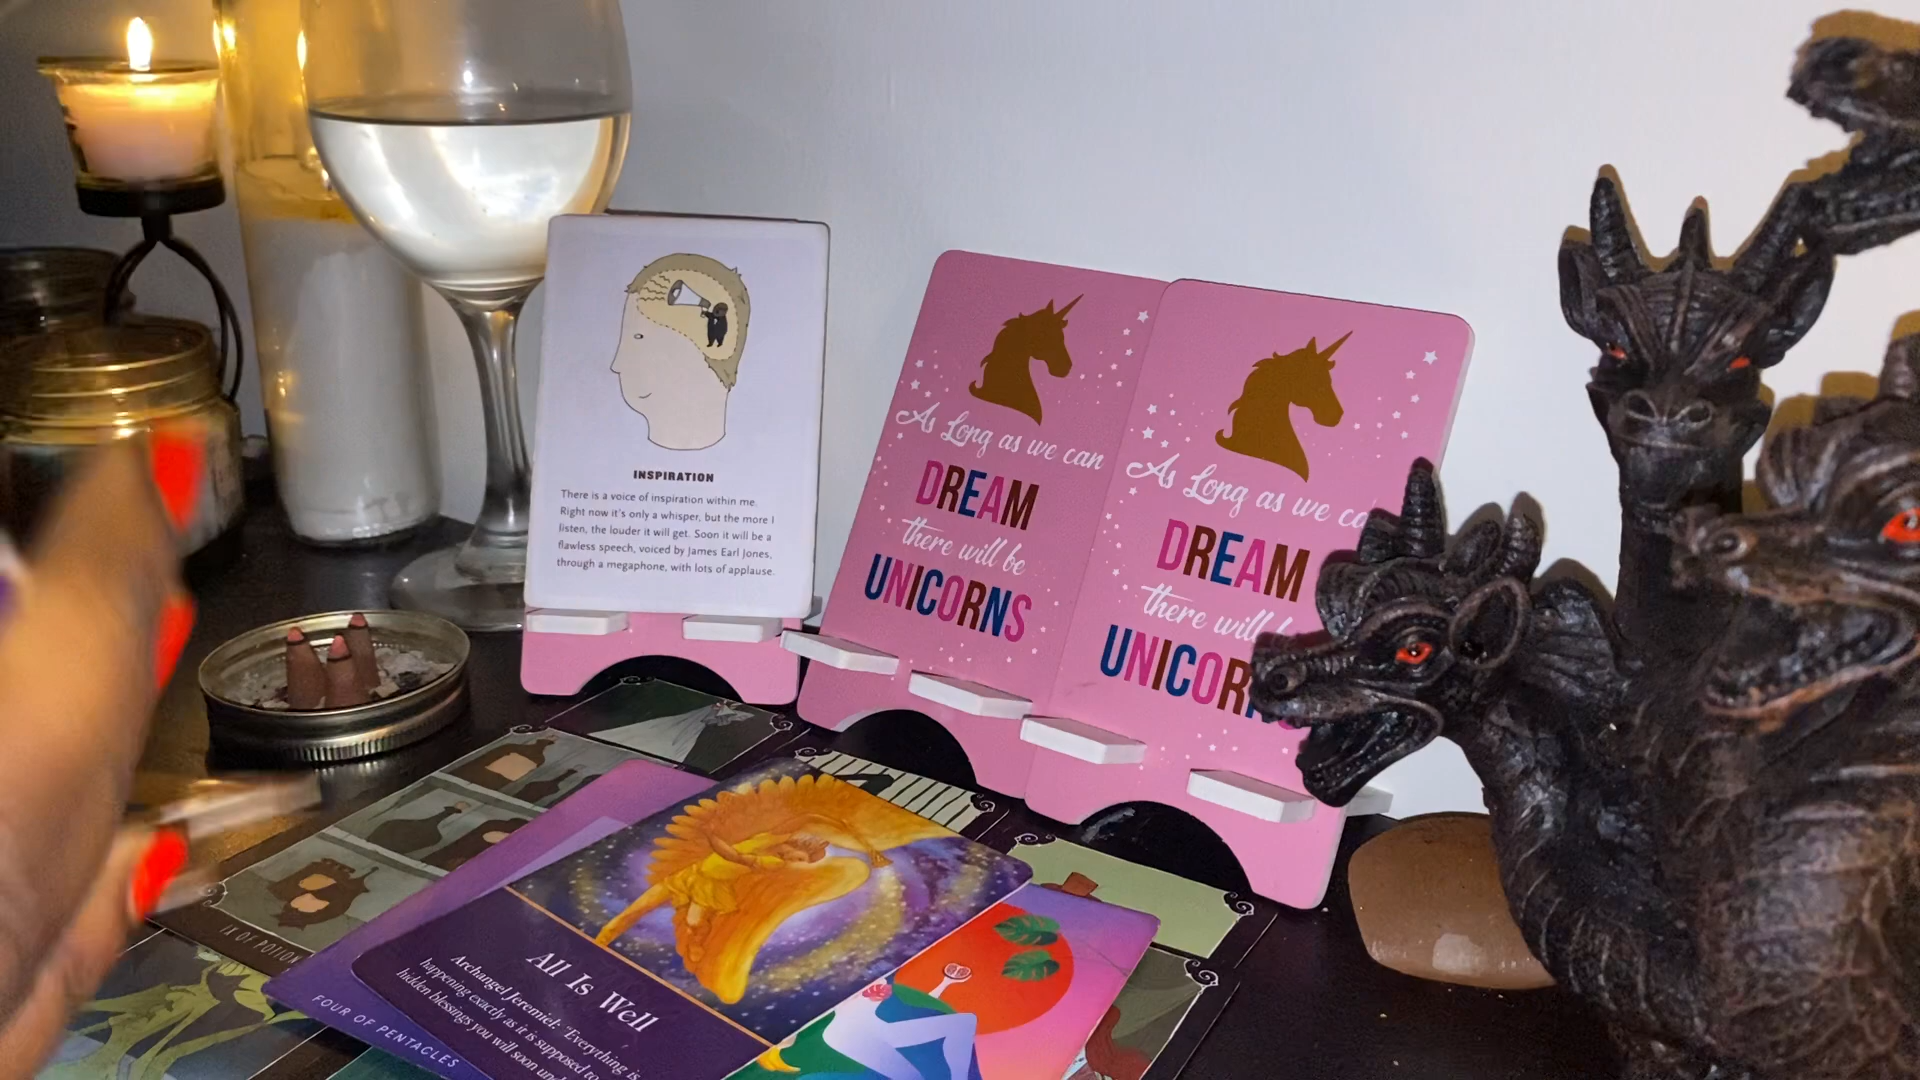 INSPIRATION
There is a voice of inspiration within me.
Right now it's only a whisper, but the more I
listen, the louder it will get. Soon it will be a
flawless speech, voiced by James Earl Jones,
through a megaphone, with lots of applause.
As Long as we can
DREAM
there will be
UNICORNS
As Long as we
DREAM
there will
UNICORN
IX OF POTION
FOUR OF PENTACLES
All Is Well
Archangel Jeremiel: "Everything is
happening exactly as it is supposed to
hidden blessings you will soon